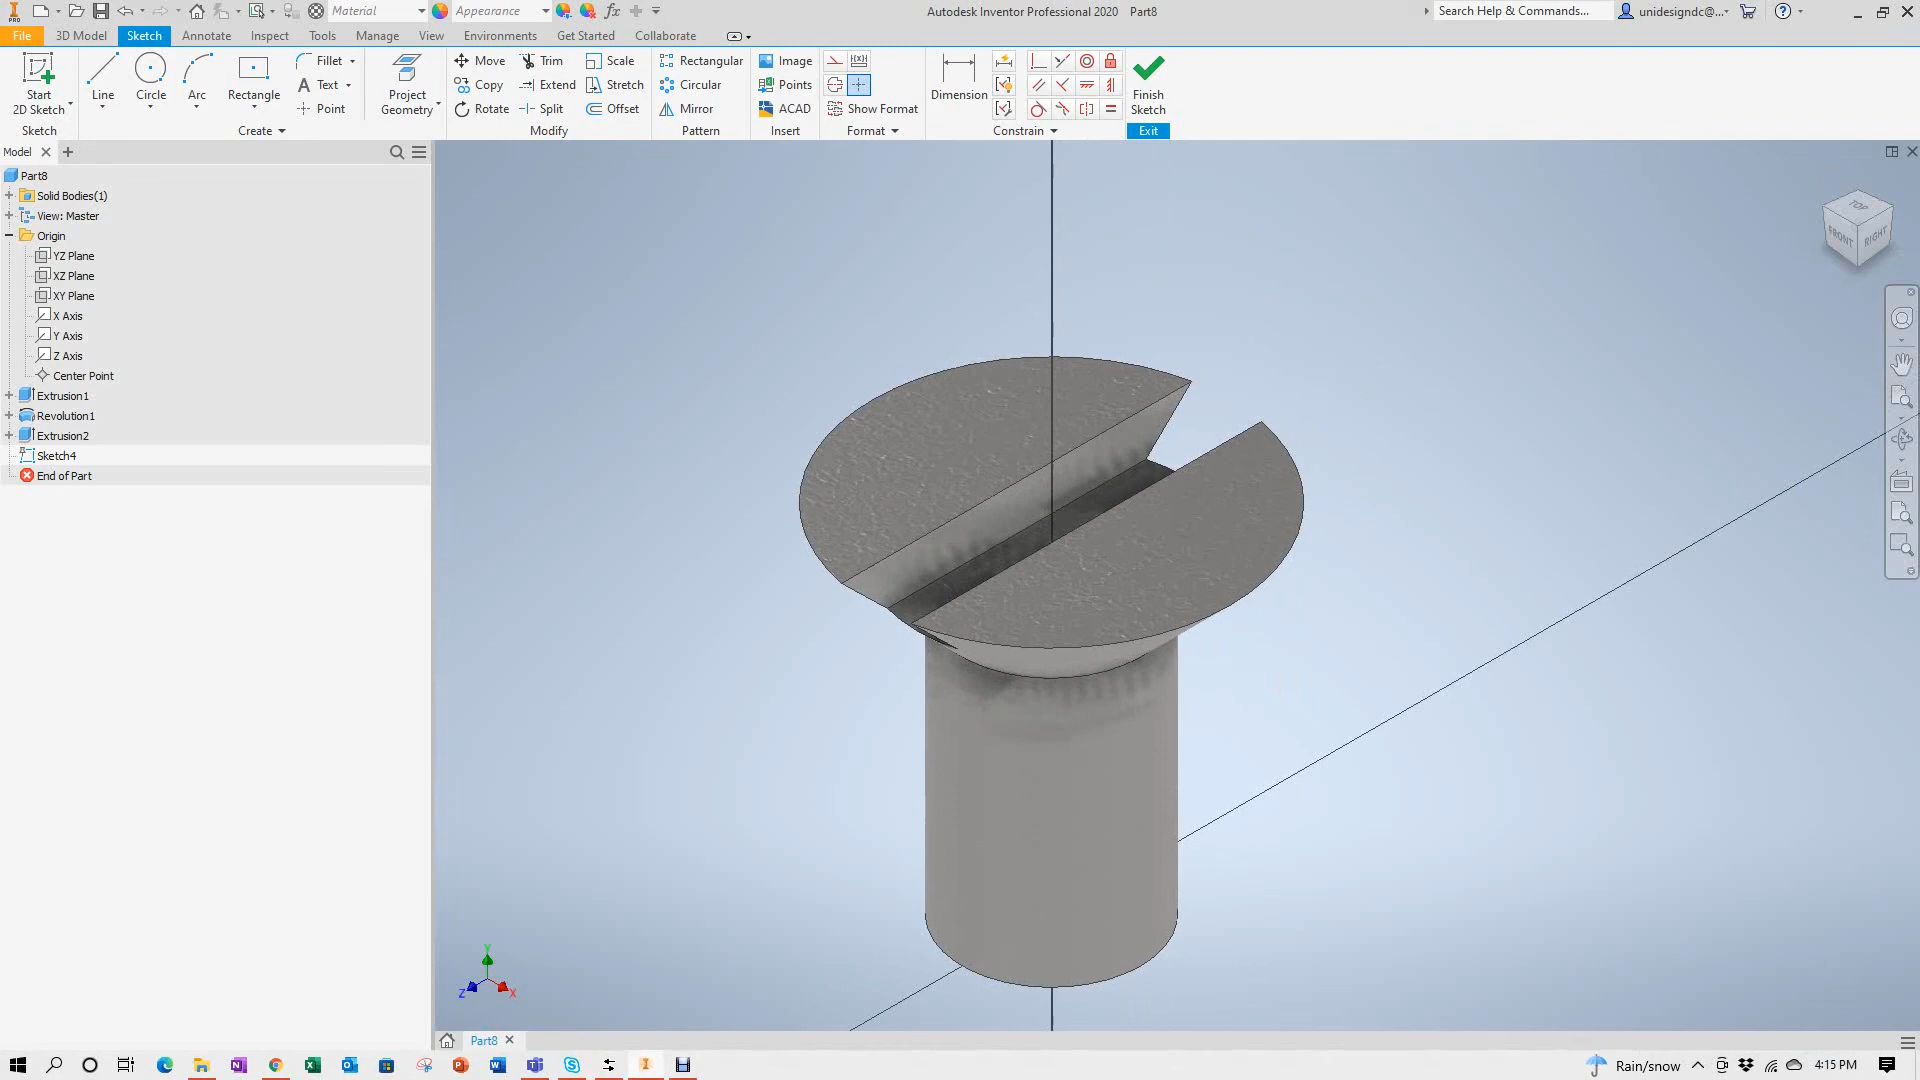 Material
Appearance
Autodesk Inventor Professional 2020 Part8
Search Help & Commands...
unidesigndc@...
File 3D Model Sketch Annotate Inspect Tools Manage View Environments Get Started Collaborate
Start
2D Sketch
Sketch
Line
Circle
Arc
Rectangle
Fillet
Text
Point
Create
Project
Geometry
Move
Copy
Rotate
Trim
Extend
Split
Scale
Stretch
Offset
Modify
Rectangular
Circular
Mirror
Pattern
Image
Points
ACAD
Insert
Show Format
Format
Dimension
Constrain
Finish
Sketch
Exit
Model
Part8
Solid Bodies(1)
View: Master
Origin
YZ Plane
XZ Plane
XY Plane
X Axis
Y Axis
Z Axis
Center Point
Extrusion1
Revolution1
Extrusion2
Sketch4
End of Part
TOP
FRONT
RIGHT
Y
Z
X
Part8
Rain/snow
4:15 PM